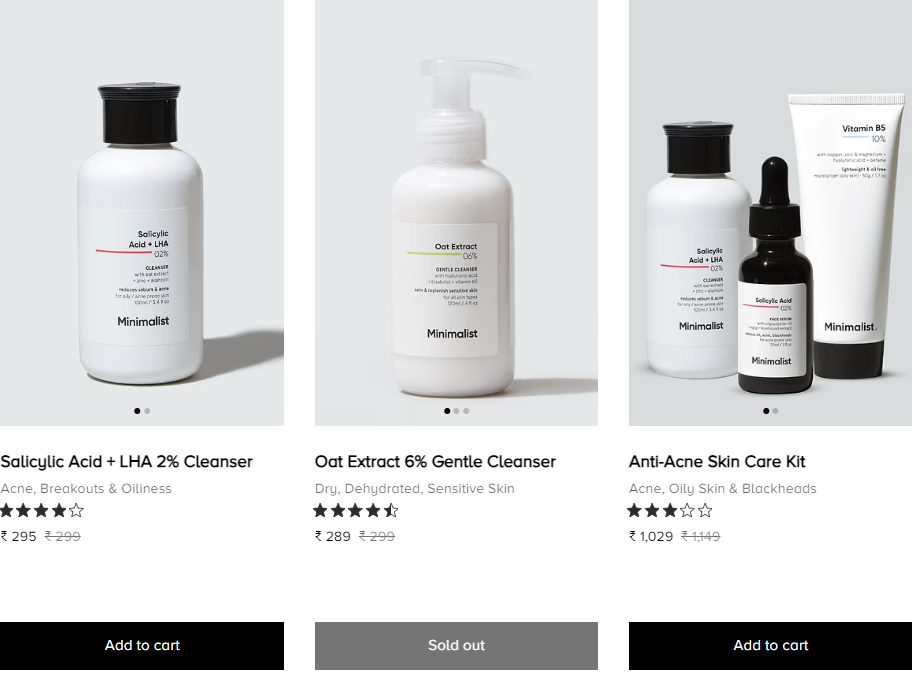 Salicylic
Acid + LHA
02%
CLEANSER
with oat extract
+ zinc + allantoin
reduces sebum & acne
for oily / acne prone skin
100ml / 3.4 fl oz
Minimalist
Oat Extract
06%
GENTLE CLEANSER
with hyaluronic acid
+ bisabolol + vitamin b5
calm & replenish sensitive skin
for all skin types
120ml / 4 fl oz
Minimalist
Vitamin B5
10%
with copper, zinc & magnesium +
hyaluronic acid + betaine
lightweight & oil free
moisturizer (oily skin) · 50g / 1.7 oz
Minimalist
Salicylic
Acid + LHA
02%
CLEANSER
with oat extract
+ zinc + allantoin
reduces sebum & acne
for oily / acne prone skin
Minimalist
Salicylic Acid
02%
FACE SERUM
Minimalist
Salicylic Acid + LHA 2% Cleanser
Acne, Breakouts & Oiliness
₹ 295 ₹ 299
Add to cart
Oat Extract 6% Gentle Cleanser
Dry, Dehydrated, Sensitive Skin
₹ 289 ₹ 299
Sold out
Anti-Acne Skin Care Kit
Acne, Oily Skin & Blackheads
₹ 1,029 ₹ 1,149
Add to cart